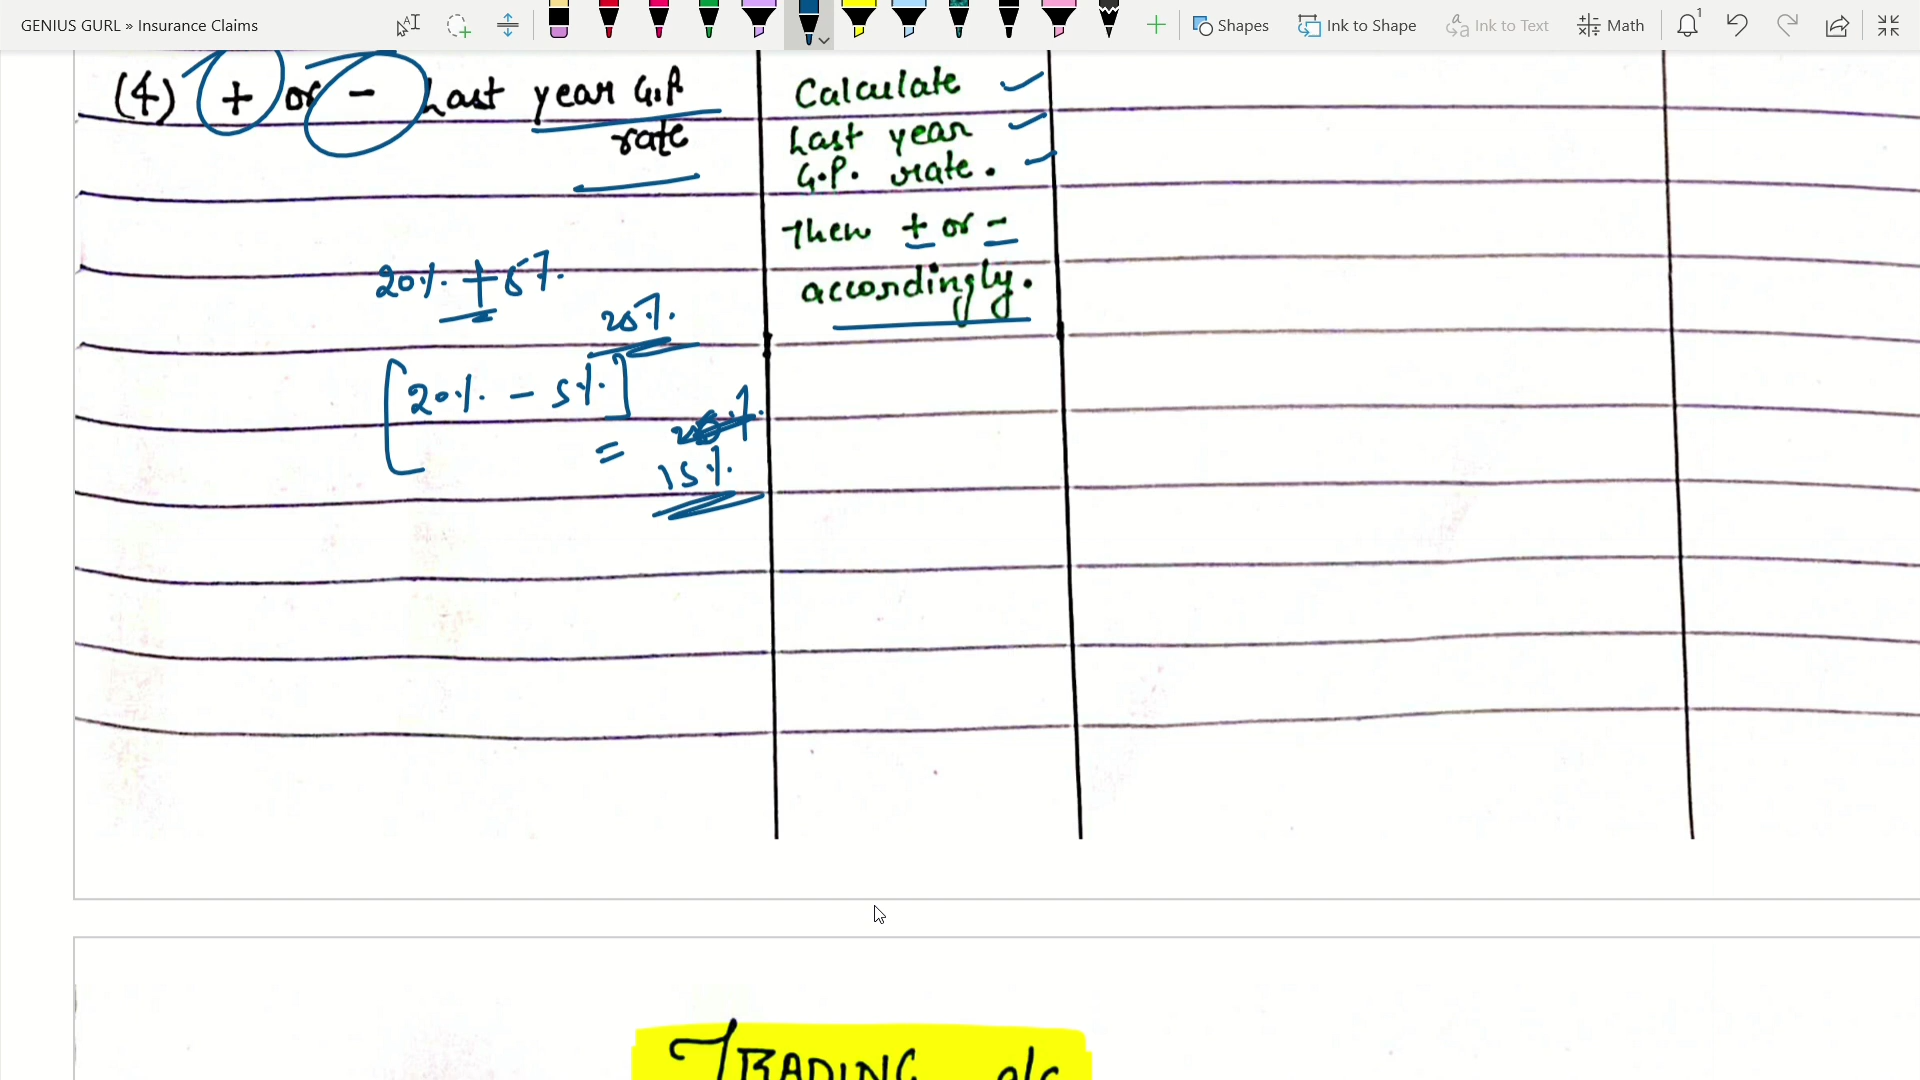 GENIUS GURL » Insurance Claims
Shapes
Ink to Shape
Ink to Text
Math
1
(4) + or - Last year G.P
rate
Calculate
Last year
G.P. rate.
Then + or -
accordingly.
20% + 5%
25%
[20% - 5%]
=
15%
TRADING a/c